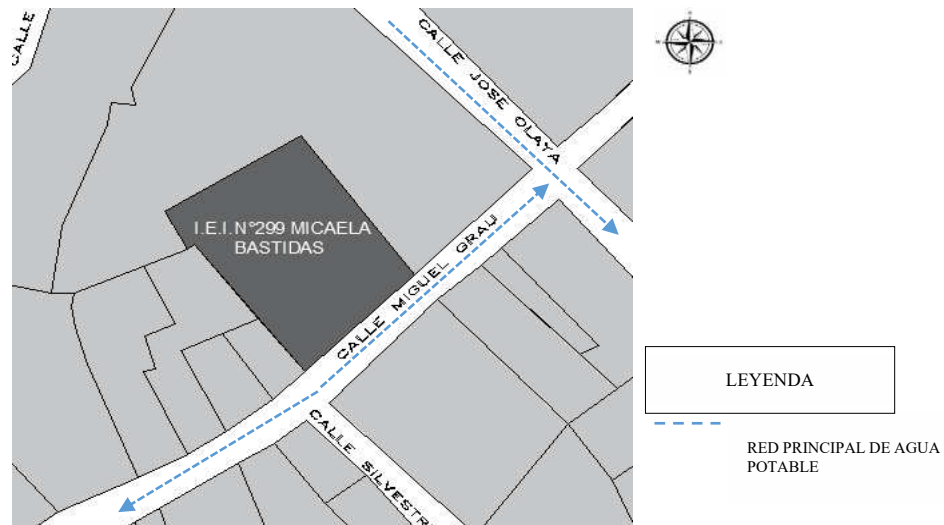 CALLE
CALLE JOSE OLAYA
I.E.I.N°299 MICAELA
BASTIDAS
CALLE MIGUEL GRAU
CALLE SILVESTR
LEYENDA
RED PRINCIPAL DE AGUA
POTABLE